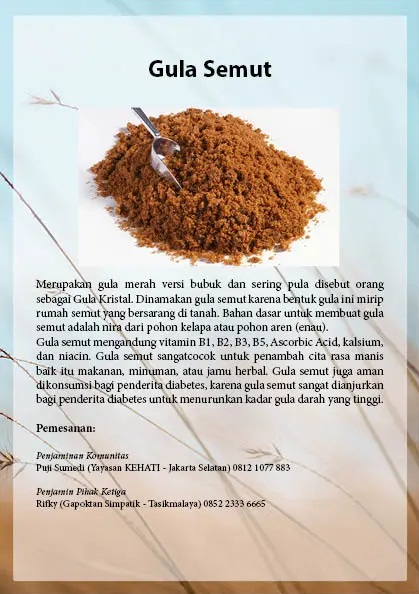 Gula Semut
Merupakan gula merah versi bubuk dan sering pula disebut orang
sebagai Gula Kristal. Dinamakan gula semut karena bentuk gula ini mirip
rumah semut yang bersarang di tanah. Bahan dasar untuk membuat gula
semut adalah nira dari pohon kelapa atau pohon aren (enau).
Gula semut mengandung vitamin B1, B2, B3, B5, Ascorbic Acid, kalsium,
dan niacin. Gula semut sangatcocok untuk penambah cita rasa manis
baik itu makanan, minuman, atau jamu herbal. Gula semut juga aman
dikonsumsi bagi penderita diabetes, karena gula semut sangat dianjurkan
bagi penderita diabetes untuk menurunkan kadar gula darah yang tinggi.
Pemesanan:
Penjaminan Komunitas
Puji Sumedi (Yayasan KEHATI - Jakarta Selatan) 0812 1077 883
Penjamin Pihak Ketiga
Rifky (Gapoktan Simpatik - Tasikmalaya) 0852 2333 6665